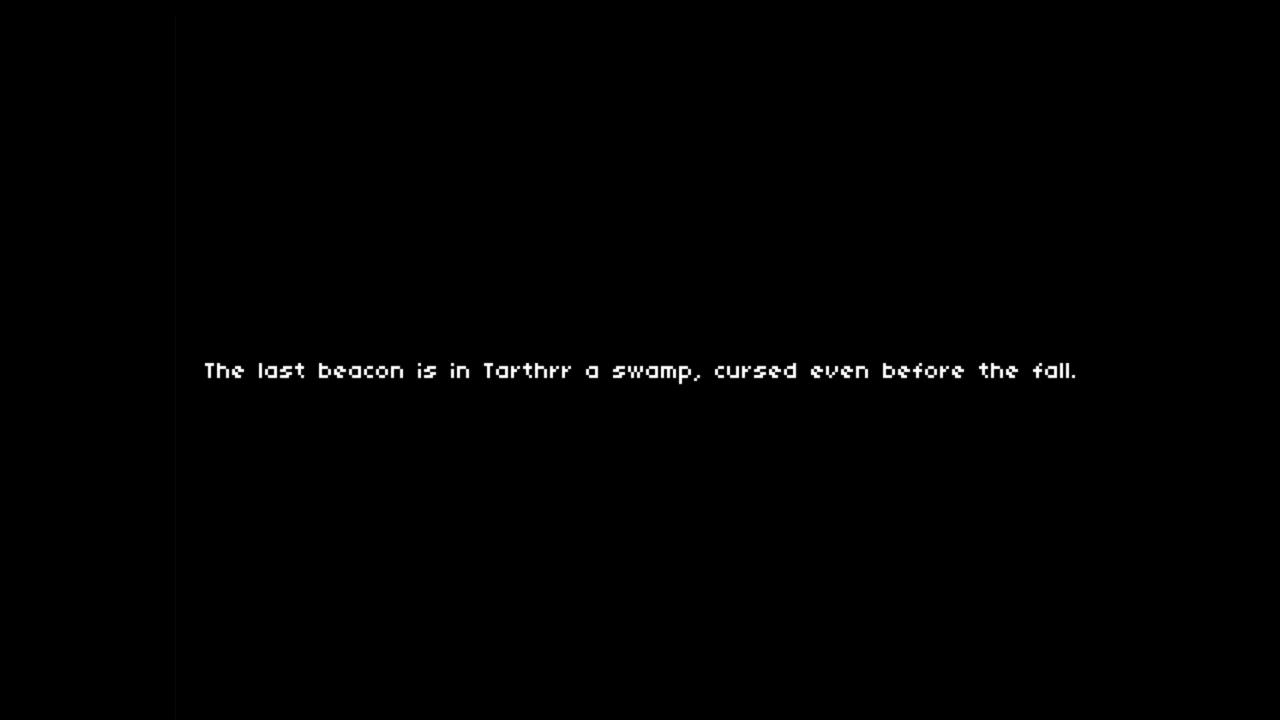 The last beacon is in Tarthrr a swamp, cursed even before the fall.